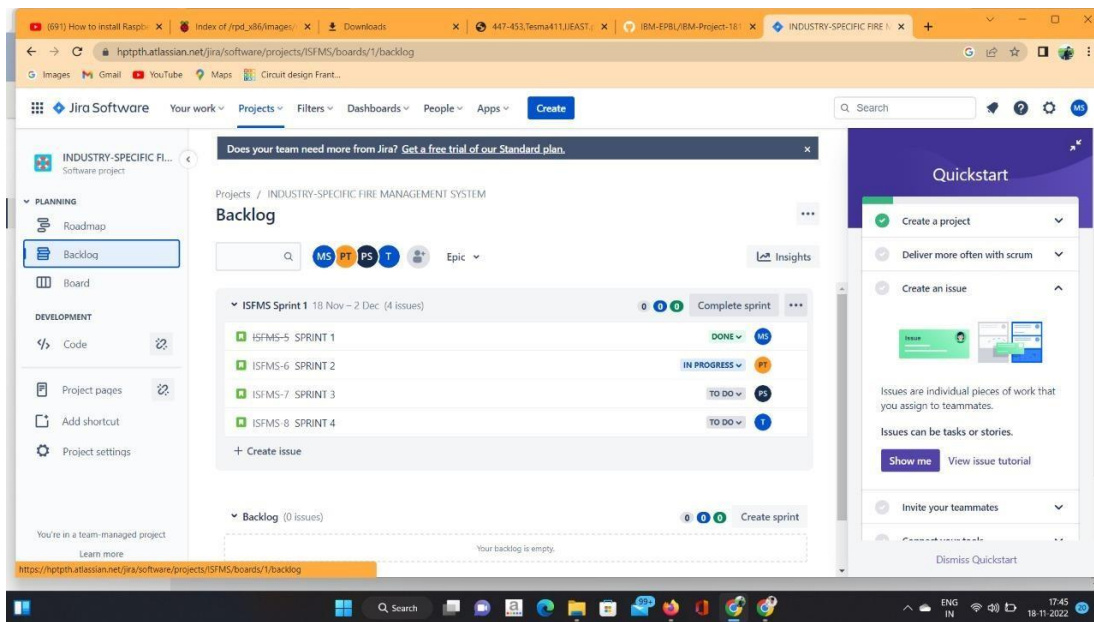 (691) How to install Raspbe
Index of /rpd_x86/images/
Downloads
447-453,Tesma411,IJEAST.p
IBM-EPBL/IBM-Project-181
INDUSTRY-SPECIFIC FIRE M
hptpth.atlassian.net/jira/software/projects/ISFMS/boards/1/backlog
Images Gmail YouTube Maps Circuit design Frant...
Jira Software Your work Projects Filters Dashboards People Apps Create Search MS
INDUSTRY-SPECIFIC FI...
Software project
PLANNING
Roadmap
Backlog
Board
DEVELOPMENT
Code
Project pages
Add shortcut
Project settings
You're in a team-managed project
Learn more
https://hptpth.atlassian.net/jira/software/projects/ISFMS/boards/1/backlog
Does your team need more from Jira? Get a free trial of our Standard plan.
Projects / INDUSTRY-SPECIFIC FIRE MANAGEMENT SYSTEM
Backlog
MS PT PS T Epic Insights
ISFMS Sprint 1 18 Nov – 2 Dec (4 issues) 0 0 0 Complete sprint
ISFMS-5 SPRINT 1 DONE MS
ISFMS-6 SPRINT 2 IN PROGRESS PT
ISFMS-7 SPRINT 3 TO DO PS
ISFMS-8 SPRINT 4 TO DO T
+ Create issue
Backlog (0 issues) 0 0 0 Create sprint
Your backlog is empty.
Quickstart
Create a project
Deliver more often with scrum
Create an issue
Issue
Issues are individual pieces of work that
you assign to teammates.
Issues can be tasks or stories.
Show me View issue tutorial
Invite your teammates
Dismiss Quickstart
Search
99+
ENG
IN
17:45
18-11-2022
20